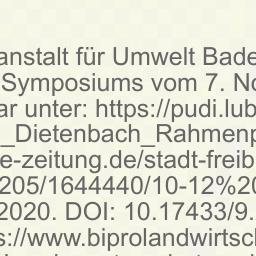 anstalt für Umwelt Bade
Symposiums vom 7. No
ar unter: https://pudi.lub
_Dietenbach_Rahmenp
e-zeitung.de/stadt-freib
205/1644440/10-12%20
2020. DOI: 10.17433/9.
s://www.biprolandwirtsc